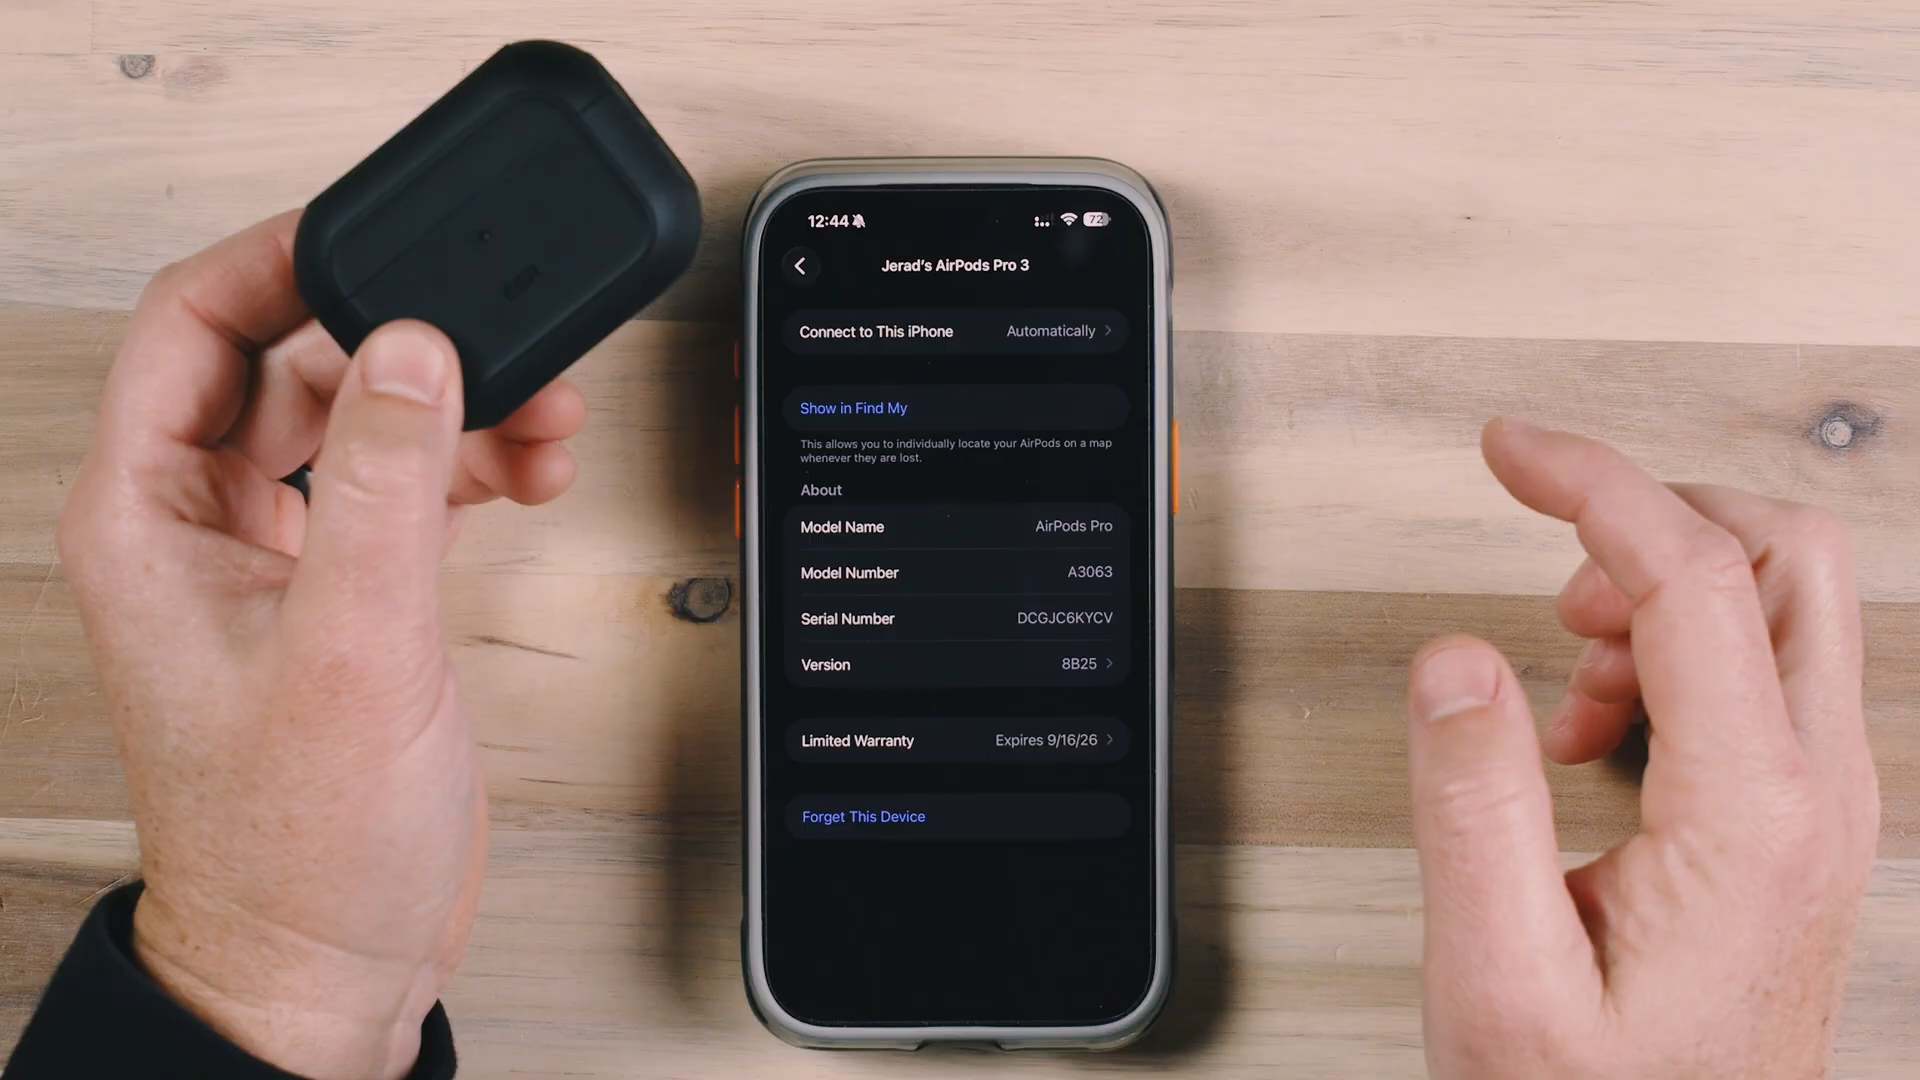 12:44
72
Jerad's AirPods Pro 3
Connect to This iPhone Automatically
Show in Find My
This allows you to individually locate your AirPods on a map
whenever they are lost.
About
Model Name AirPods Pro
Model Number A3063
Serial Number DCGJC6KYCV
Version 8B25
Limited Warranty Expires 9/16/26
Forget This Device